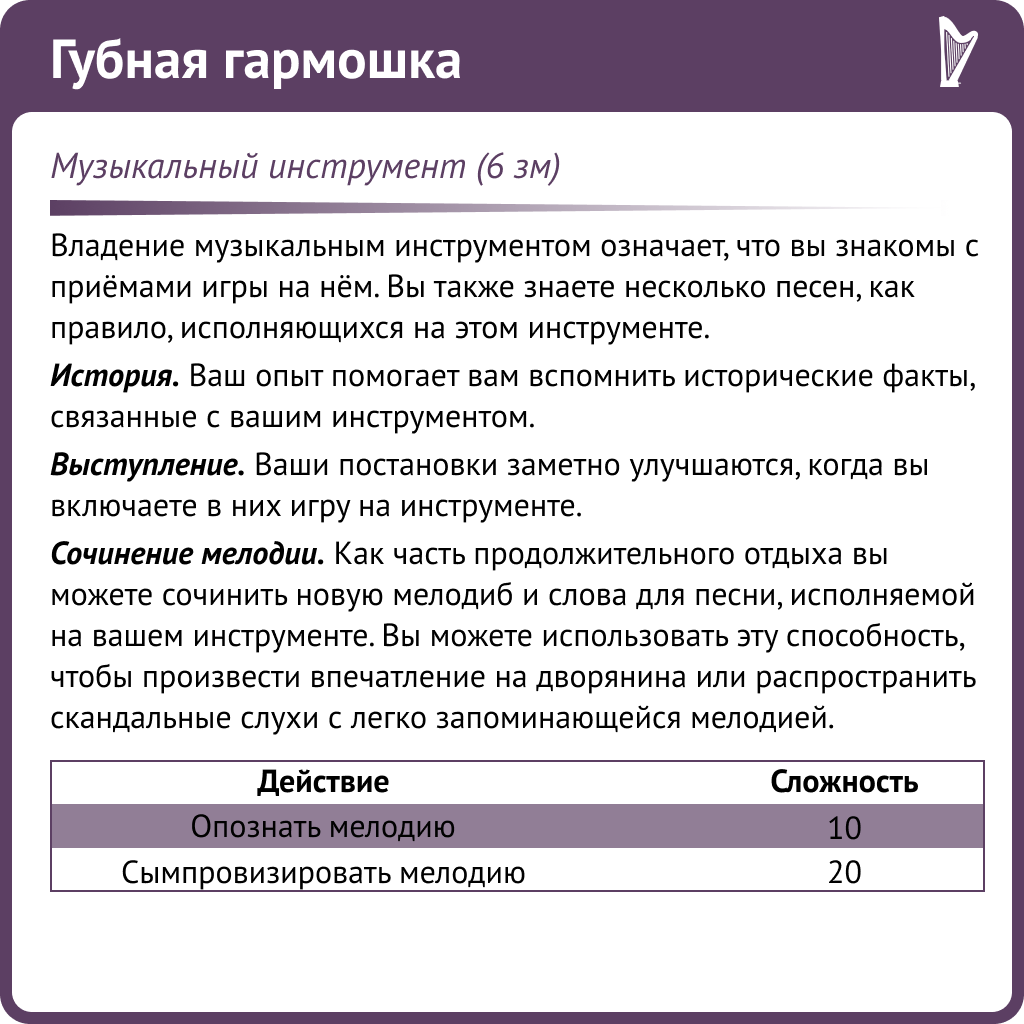 Губная гармошка
Музыкальный инструмент (6 зм)
Владение музыкальным инструментом означает, что вы знакомы с
приёмами игры на нём. Вы также знаете несколько песен, как
правило, исполняющихся на этом инструменте.
История. Ваш опыт помогает вам вспомнить исторические факты,
связанные с вашим инструментом.
Выступление. Ваши постановки заметно улучшаются, когда вы
включаете в них игру на инструменте.
Сочинение мелодии. Как часть продолжительного отдыха вы
можете сочинить новую мелодиб и слова для песни, исполняемой
на вашем инструменте. Вы можете использовать эту способность,
чтобы произвести впечатление на дворянина или распространить
скандальные слухи с легко запоминающейся мелодией.
Действие Сложность
Опознать мелодию 10
Сымпровизировать мелодию 20